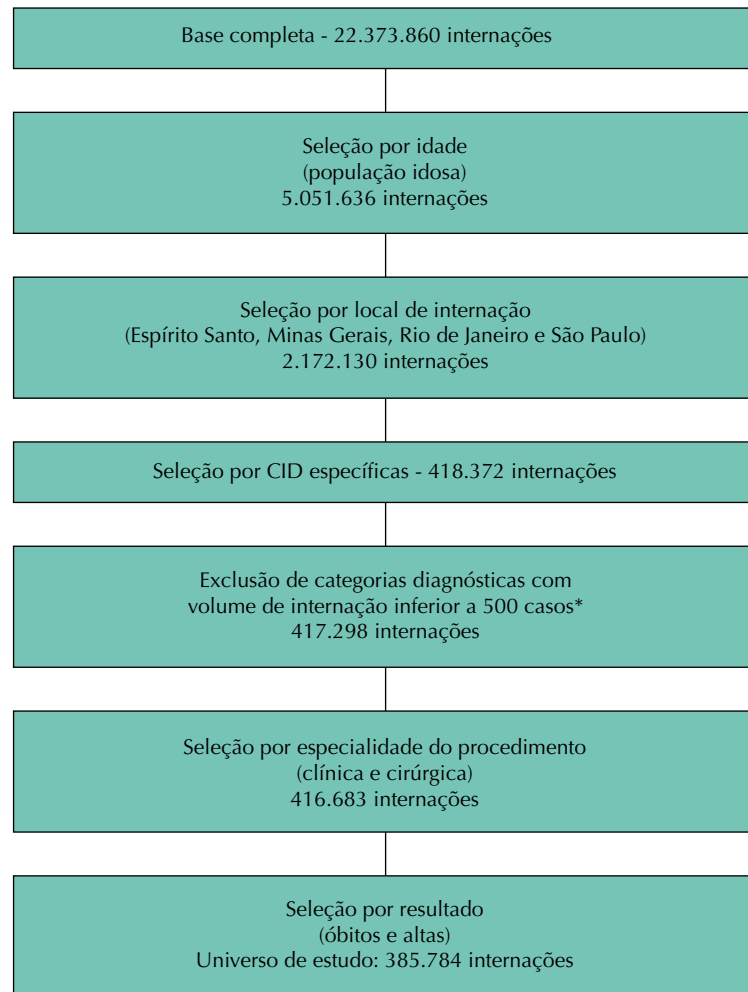 Base completa - 22.373.860 internações
Seleção por idade
(população idosa)
5.051.636 internações
Seleção por local de internação
(Espírito Santo, Minas Gerais, Rio de Janeiro e São Paulo)
2.172.130 internações
Seleção por CID específicas - 418.372 internações
Exclusão de categorias diagnósticas com
volume de internação inferior a 500 casos*
417.298 internações
Seleção por especialidade do procedimento
(clínica e cirúrgica)
416.683 internações
Seleção por resultado
(óbitos e altas)
Universo de estudo: 385.784 internações